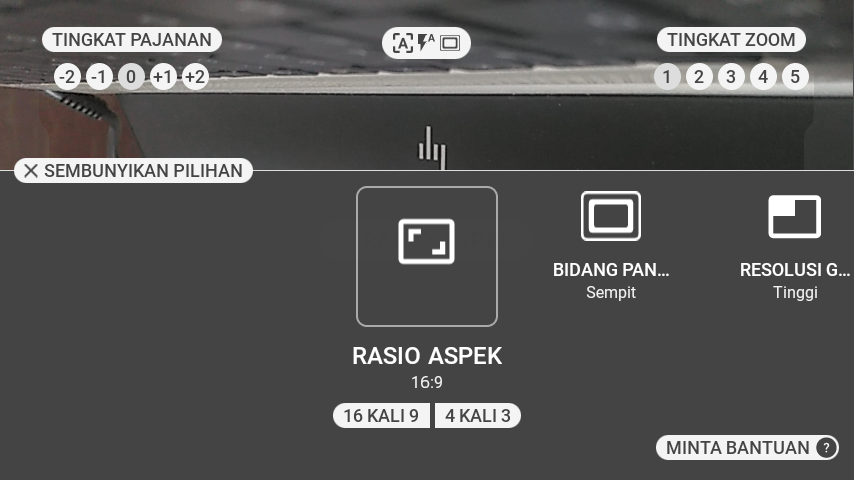 TINGKAT PAJANAN
A
A
TINGKAT ZOOM
-2 -1 0 +1 +2
1 2 3 4 5
SEMBUNYIKAN PILIHAN
BIDANG PAN...
RESOLUSI G...
Sempit
Tinggi
RASIO ASPEK
16:9
16 KALI 9
4 KALI 3
MINTA BANTUAN ?